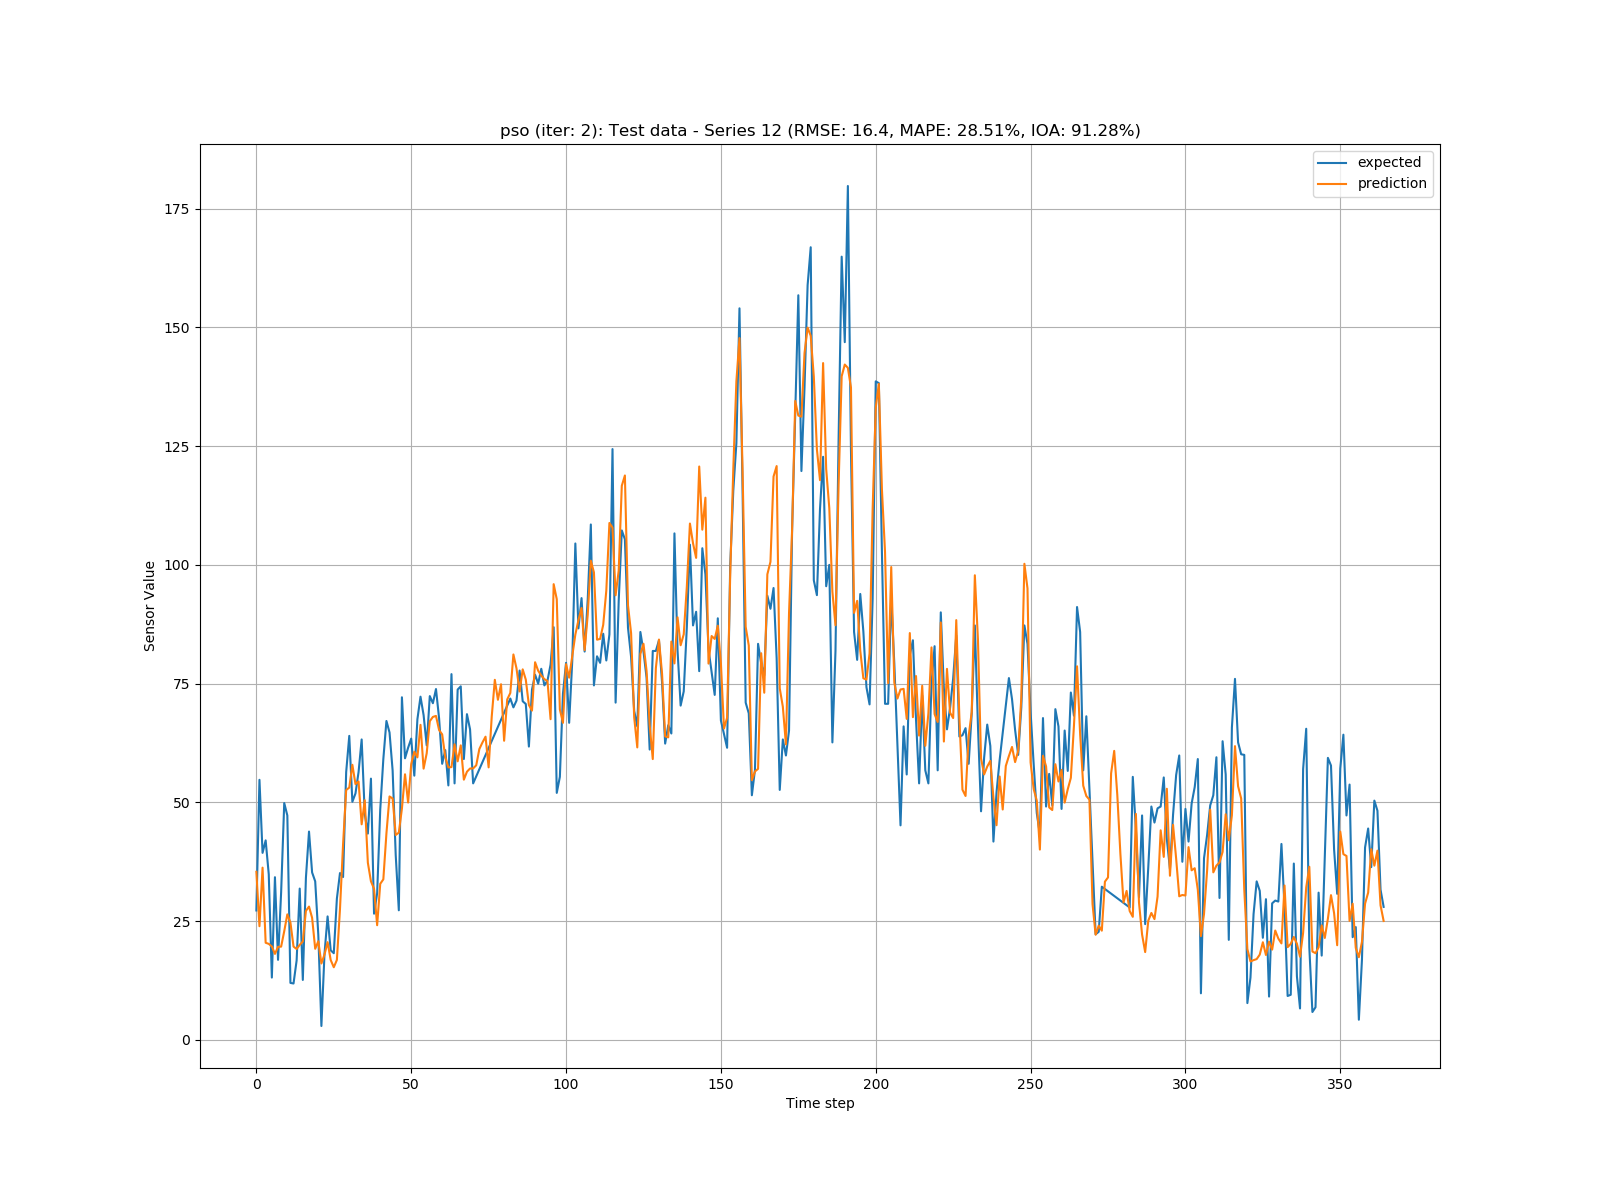 pso (iter: 2): Test data - Series 12 (RMSE: 16.4, MAPE: 28.51%, IOA: 91.28%)
expected
prediction
175
150
125
100
75
50
25
0
Sensor Value
0 50 100 150 200 250 300 350
Time step